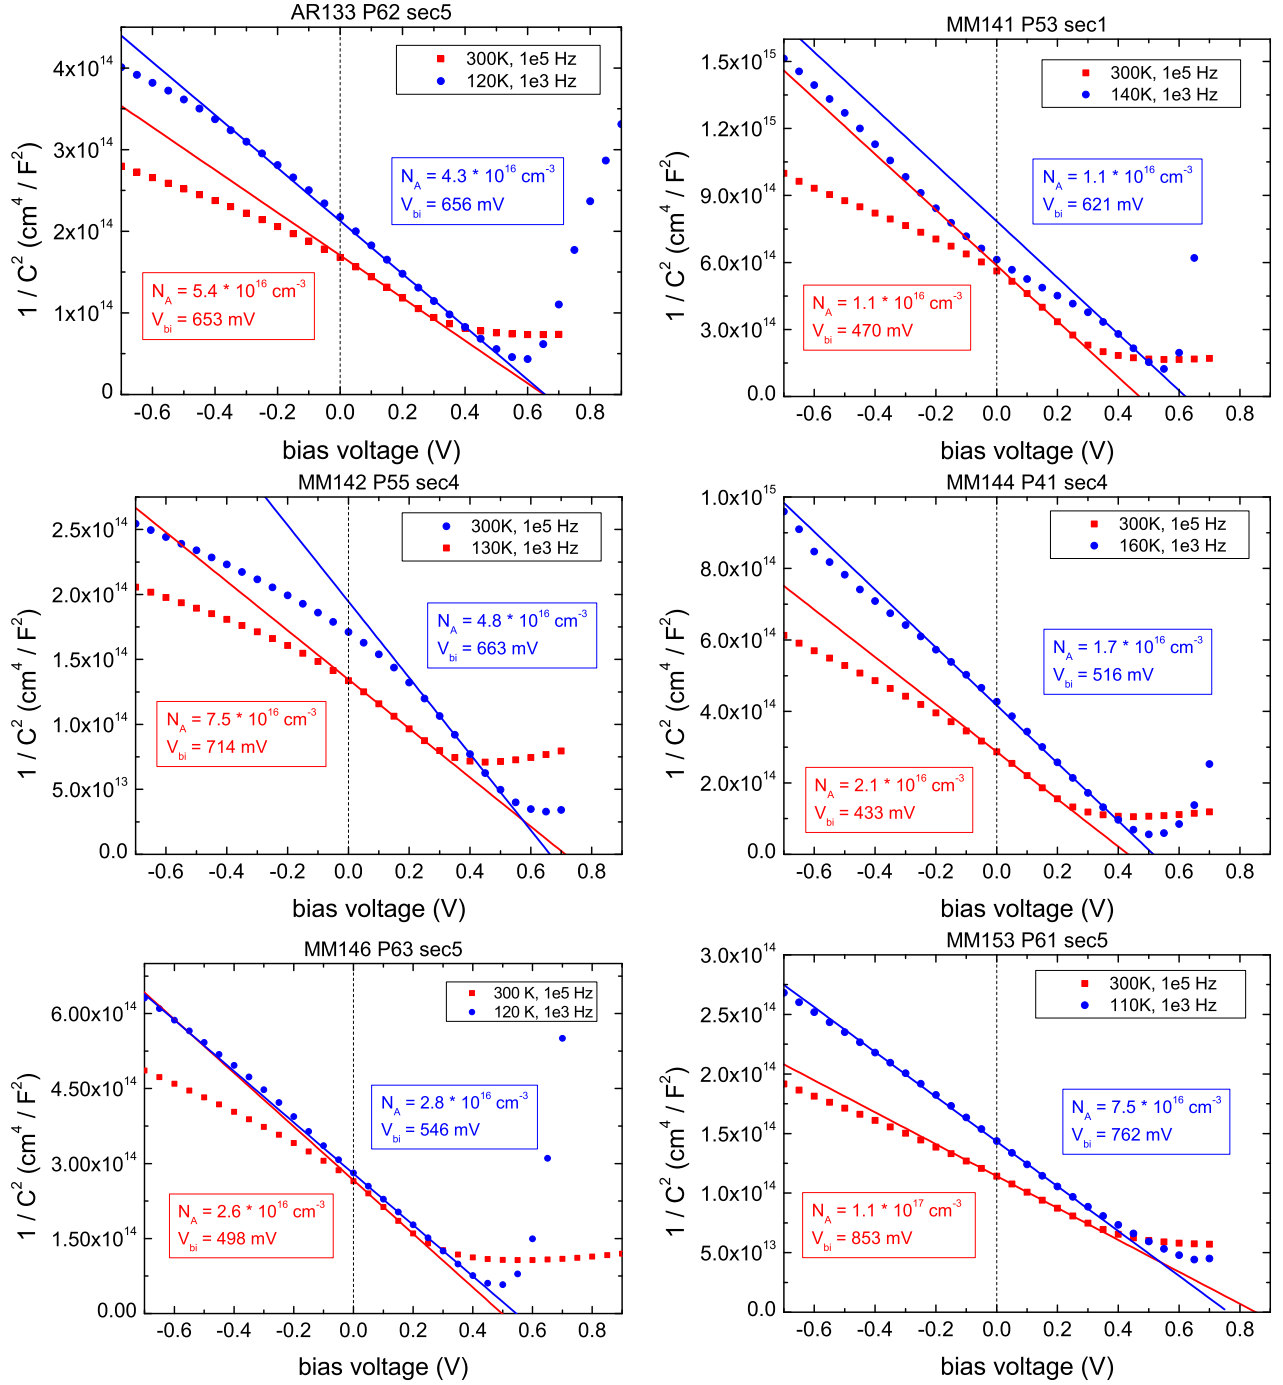 AR133 P62 sec5
300K, 1e5 Hz
120K, 1e3 Hz
4x10^14
3x10^14
2x10^14
1x10^14
0
1 / C^2 (cm^4 / F^2)
N_A = 4.3 * 10^16 cm^-3
V_bi = 656 mV
N_A = 5.4 * 10^16 cm^-3
V_bi = 653 mV
-0.6 -0.4 -0.2 0.0 0.2 0.4 0.6 0.8
bias voltage (V)
MM141 P53 sec1
300K, 1e5 Hz
140K, 1e3 Hz
1.5x10^15
1.2x10^15
9.0x10^14
6.0x10^14
3.0x10^14
0.0
1 / C^2 (cm^4 / F^2)
N_A = 1.1 * 10^16 cm^-3
V_bi = 621 mV
N_A = 1.1 * 10^16 cm^-3
V_bi = 470 mV
-0.6 -0.4 -0.2 0.0 0.2 0.4 0.6 0.8
bias voltage (V)
MM142 P55 sec4
300K, 1e5 Hz
130K, 1e3 Hz
2.5x10^14
2.0x10^14
1.5x10^14
1.0x10^14
5.0x10^13
0.0
1 / C^2 (cm^4 / F^2)
N_A = 4.8 * 10^16 cm^-3
V_bi = 663 mV
N_A = 7.5 * 10^16 cm^-3
V_bi = 714 mV
-0.6 -0.4 -0.2 0.0 0.2 0.4 0.6 0.8
bias voltage (V)
MM144 P41 sec4
300K, 1e5 Hz
160K, 1e3 Hz
1.0x10^15
8.0x10^14
6.0x10^14
4.0x10^14
2.0x10^14
0.0
1 / C^2 (cm^4 / F^2)
N_A = 1.7 * 10^16 cm^-3
V_bi = 516 mV
N_A = 2.1 * 10^16 cm^-3
V_bi = 433 mV
-0.6 -0.4 -0.2 0.0 0.2 0.4 0.6 0.8
bias voltage (V)
MM146 P63 sec5
300 K, 1e5 Hz
120 K, 1e3 Hz
6.00x10^14
4.50x10^14
3.00x10^14
1.50x10^14
0.00
1 / C^2 (cm^4 / F^2)
N_A = 2.8 * 10^16 cm^-3
V_bi = 546 mV
N_A = 2.6 * 10^16 cm^-3
V_bi = 498 mV
-0.6 -0.4 -0.2 0.0 0.2 0.4 0.6 0.8
bias voltage (V)
MM153 P61 sec5
300K, 1e5 Hz
110K, 1e3 Hz
3.0x10^14
2.5x10^14
2.0x10^14
1.5x10^14
1.0x10^14
5.0x10^13
0.0
1 / C^2 (cm^4 / F^2)
N_A = 7.5 * 10^16 cm^-3
V_bi = 762 mV
N_A = 1.1 * 10^17 cm^-3
V_bi = 853 mV
-0.6 -0.4 -0.2 0.0 0.2 0.4 0.6 0.8
bias voltage (V)